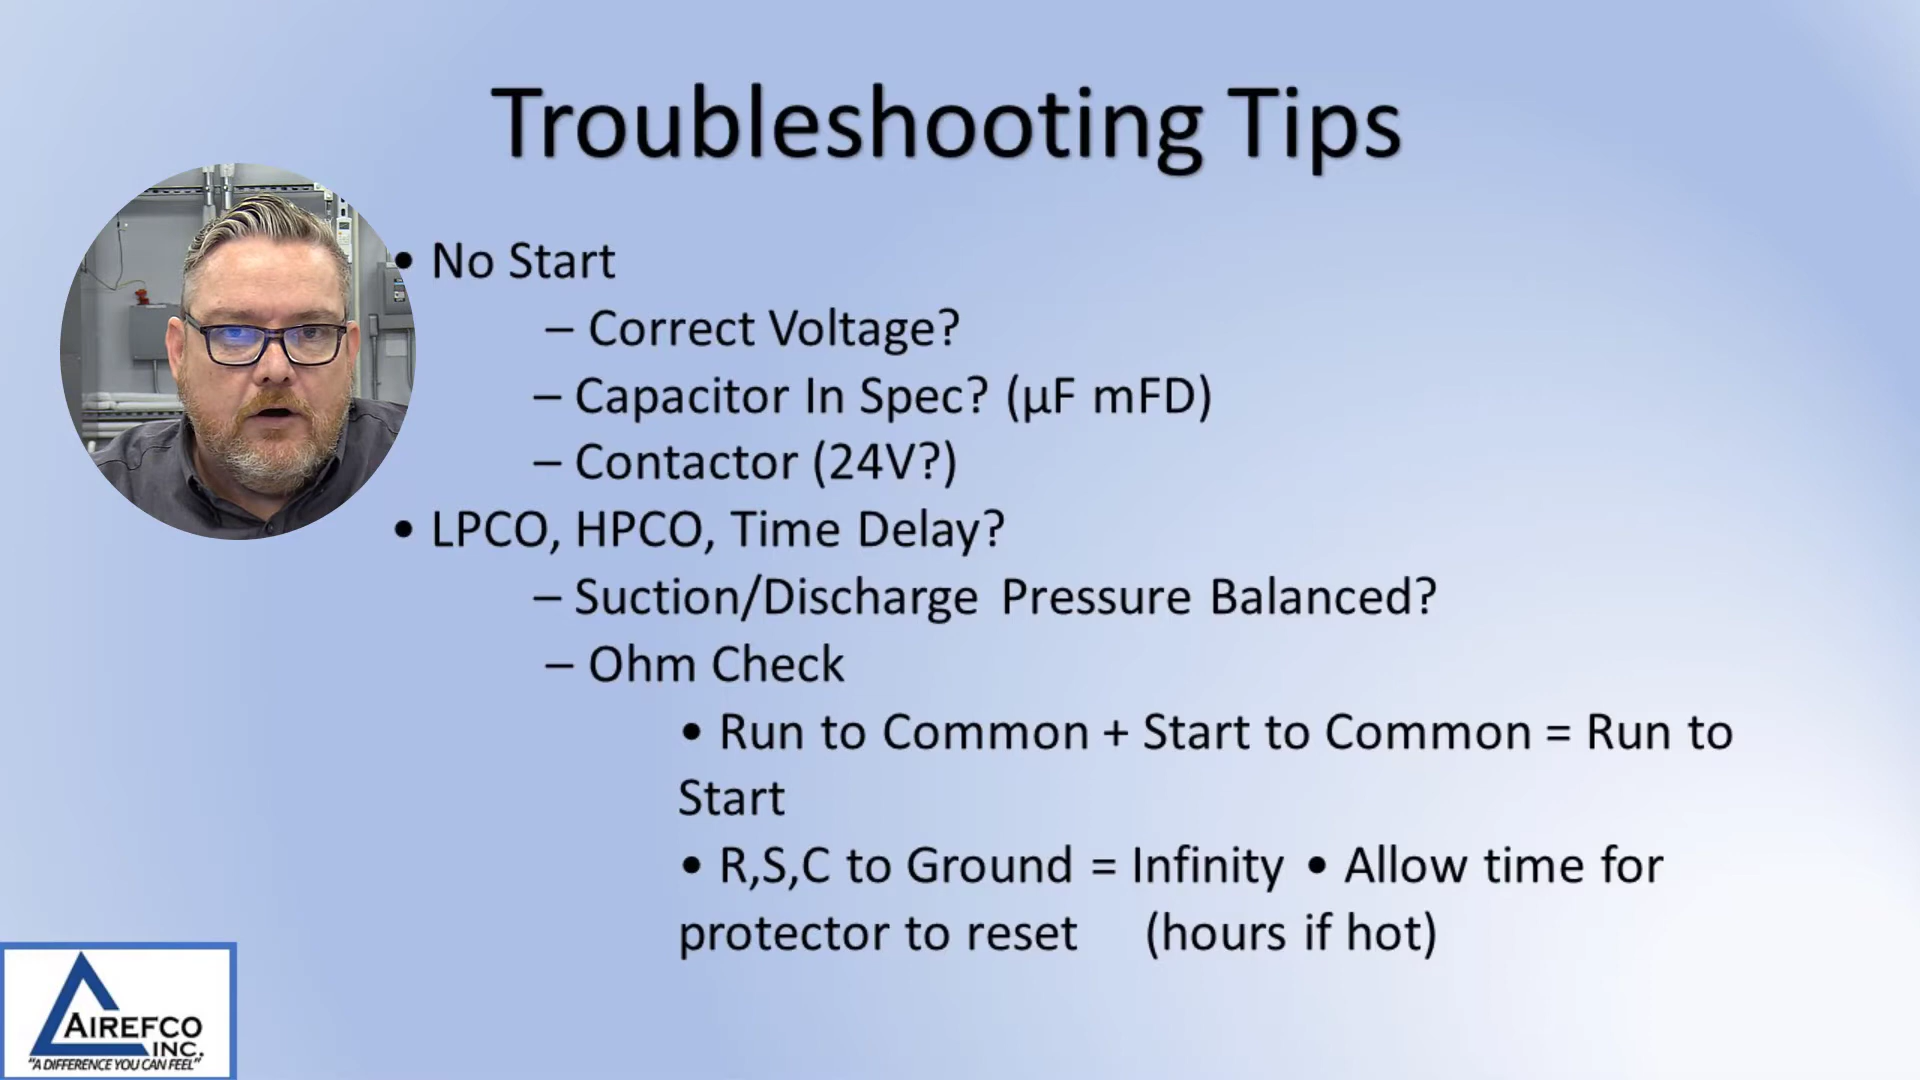 Troubleshooting Tips
• No Start
– Correct Voltage?
– Capacitor In Spec? (µF mFD)
– Contactor (24V?)
• LPCO, HPCO, Time Delay?
– Suction/Discharge Pressure Balanced?
– Ohm Check
• Run to Common + Start to Common = Run to
Start
• R,S,C to Ground = Infinity • Allow time for
protector to reset (hours if hot)
AIREFCO
INC.
"A DIFFERENCE YOU CAN FEEL"